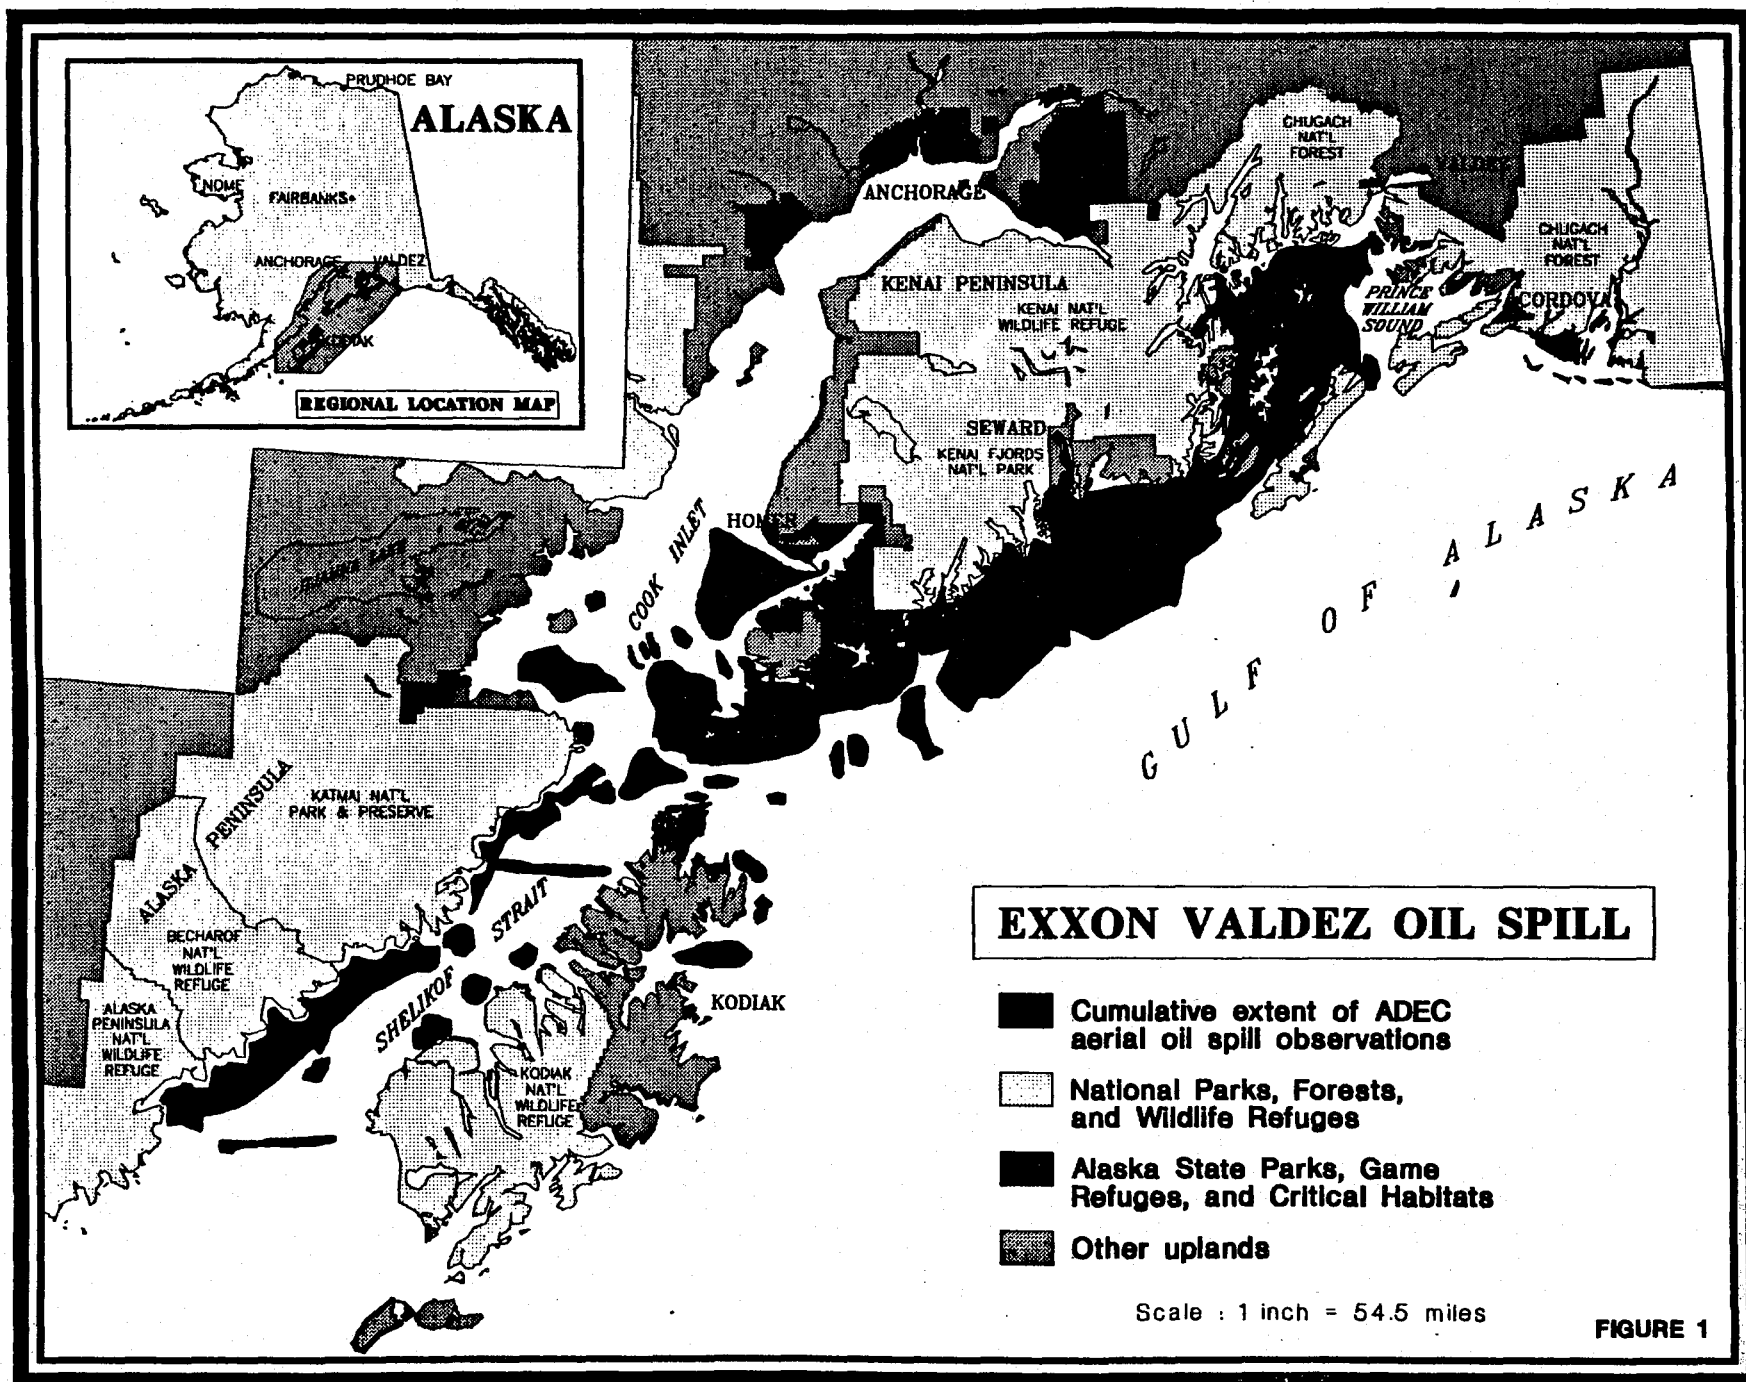 PRUDHOE BAY
ALASKA
NOME
FAIRBANKS
ANCHORAGE
VALDEZ
KODIAK
REGIONAL LOCATION MAP
CHUGACH
NAT'L
FOREST
VALDEZ
ANCHORAGE
CHUGACH
NAT'L
FOREST
KENAI PENINSULA
KENAI NAT'L
WILDLIFE REFUGE
PRINCE
WILLIAM
SOUND
CORDOVA
SEWARD
KENAI FJORDS
NAT'L PARK
HOMER
COOK INLET
ILIAMNA LAKE
GULF OF ALASKA
KATMAI NAT'L
PARK & PRESERVE
ALASKA PENINSULA
BECHAROF
NAT'L
WILDLIFE
REFUGE
ALASKA
PENINSULA
NAT'L
WILDLIFE
REFUGE
SHELIKOF STRAIT
KODIAK
KODIAK
NAT'L
WILDLIFE
REFUGE
EXXON VALDEZ OIL SPILL
Cumulative extent of ADEC
aerial oil spill observations
National Parks, Forests,
and Wildlife Refuges
Alaska State Parks, Game
Refuges, and Critical Habitats
Other uplands
Scale : 1 inch = 54.5 miles
FIGURE 1